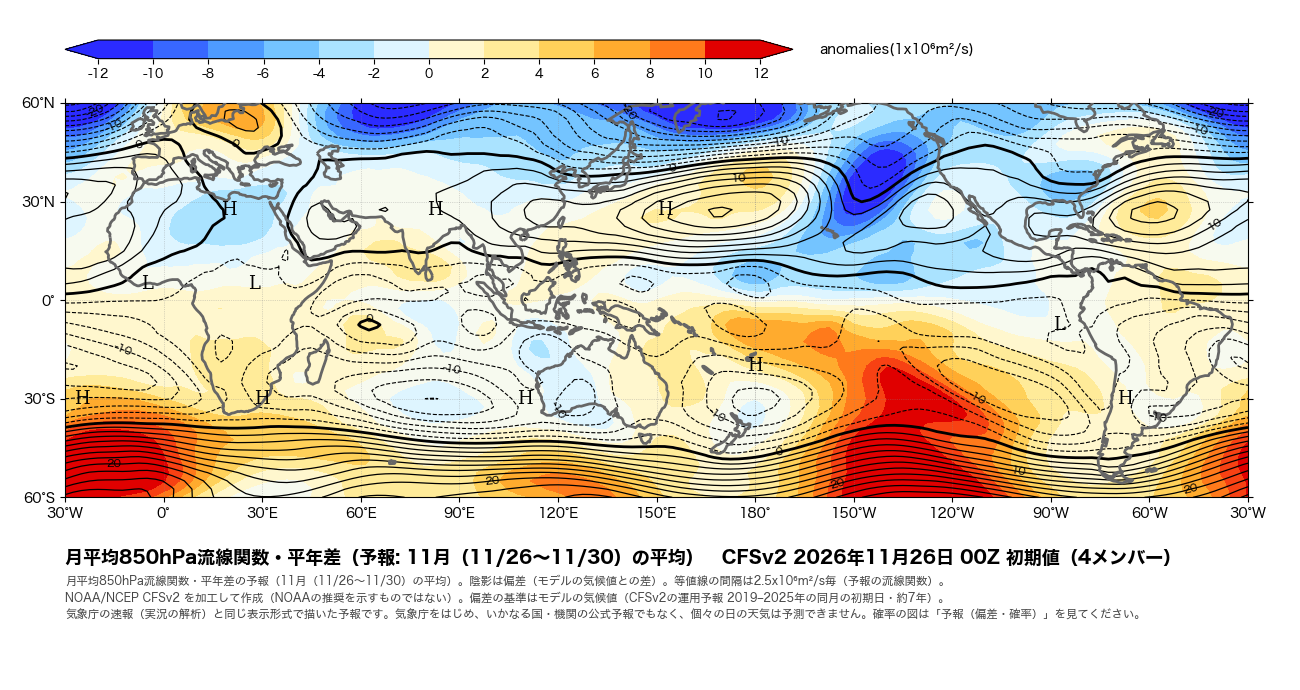 anomalies(1x10⁶m²/s)
-12 -10 -8 -6 -4 -2 0 2 4 6 8 10 12
60°N
30°N
0°
30°S
60°S
H H H
L L
L
H
H H H H
30°W 0° 30°E 60°E 90°E 120°E 150°E 180° 150°W 120°W 90°W 60°W 30°W
月平均850hPa流線関数・平年差（予報: 11月（11/26〜11/30）の平均） CFSv2 2026年11月26日 00Z 初期値（4メンバー）
月平均850hPa流線関数・平年差の予報（11月（11/26〜11/30）の平均）。陰影は偏差（モデルの気候値との差）。等値線の間隔は2.5x10⁶m²/s毎（予報の流線関数）。
NOAA/NCEP CFSv2 を加工して作成（NOAAの推奨を示すものではない）。偏差の基準はモデルの気候値（CFSv2の運用予報 2019–2025年の同月の初期日・約7年）。
気象庁の速報（実況の解析）と同じ表示形式で描いた予報です。気象庁をはじめ、いかなる国・機関の公式予報でもなく、個々の日の天気は予測できません。確率の図は「予報（偏差・確率）」を見てください。